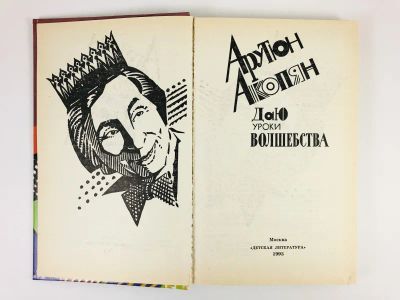 Арутюн
Акопян
Даю
уроки
волшебства
Москва
«ДЕТСКАЯ ЛИТЕРАТУРА»
1993